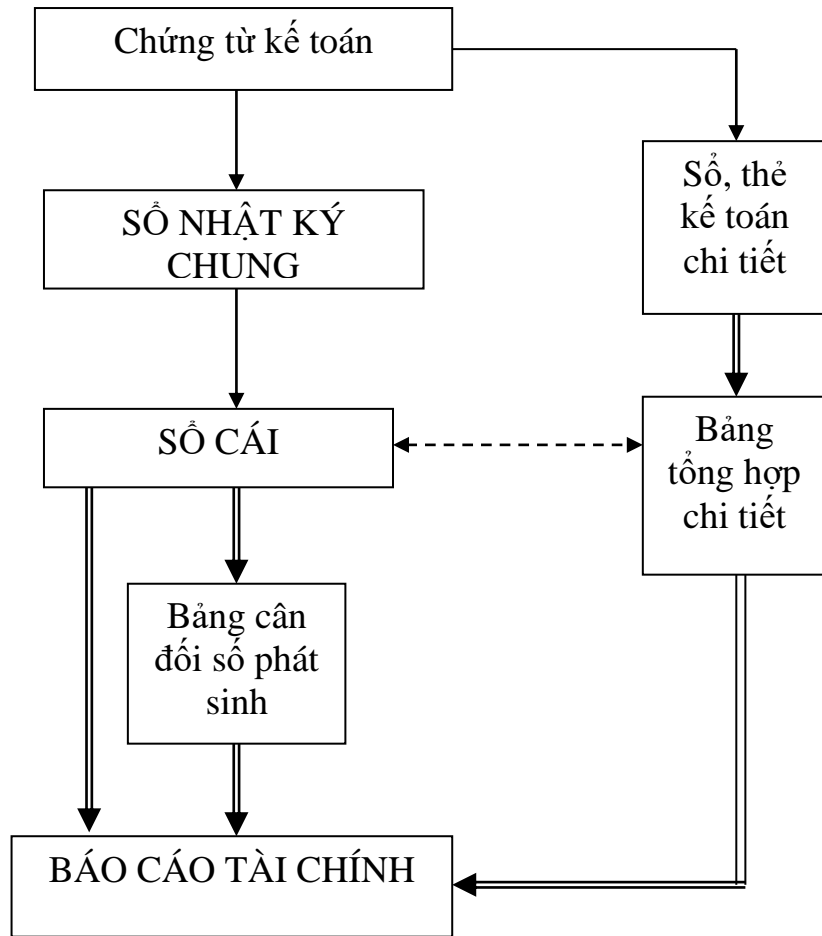 Chứng từ kế toán
Sổ, thẻ
kế toán
chi tiết
SỔ NHẬT KÝ
CHUNG
SỔ CÁI
Bảng
tổng hợp
chi tiết
Bảng cân
đối số phát
sinh
BÁO CÁO TÀI CHÍNH